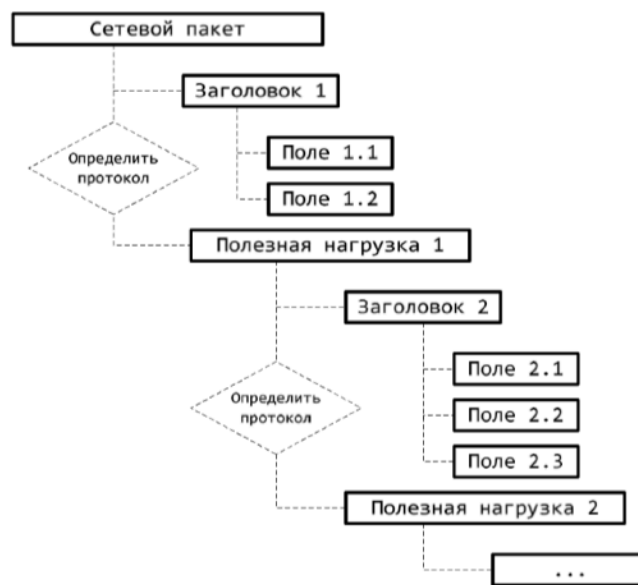 Сетевой пакет
Заголовок 1
Определить
протокол
Поле 1.1
Поле 1.2
Полезная нагрузка 1
Заголовок 2
Поле 2.1
Определить
протокол
Поле 2.2
Поле 2.3
Полезная нагрузка 2
...